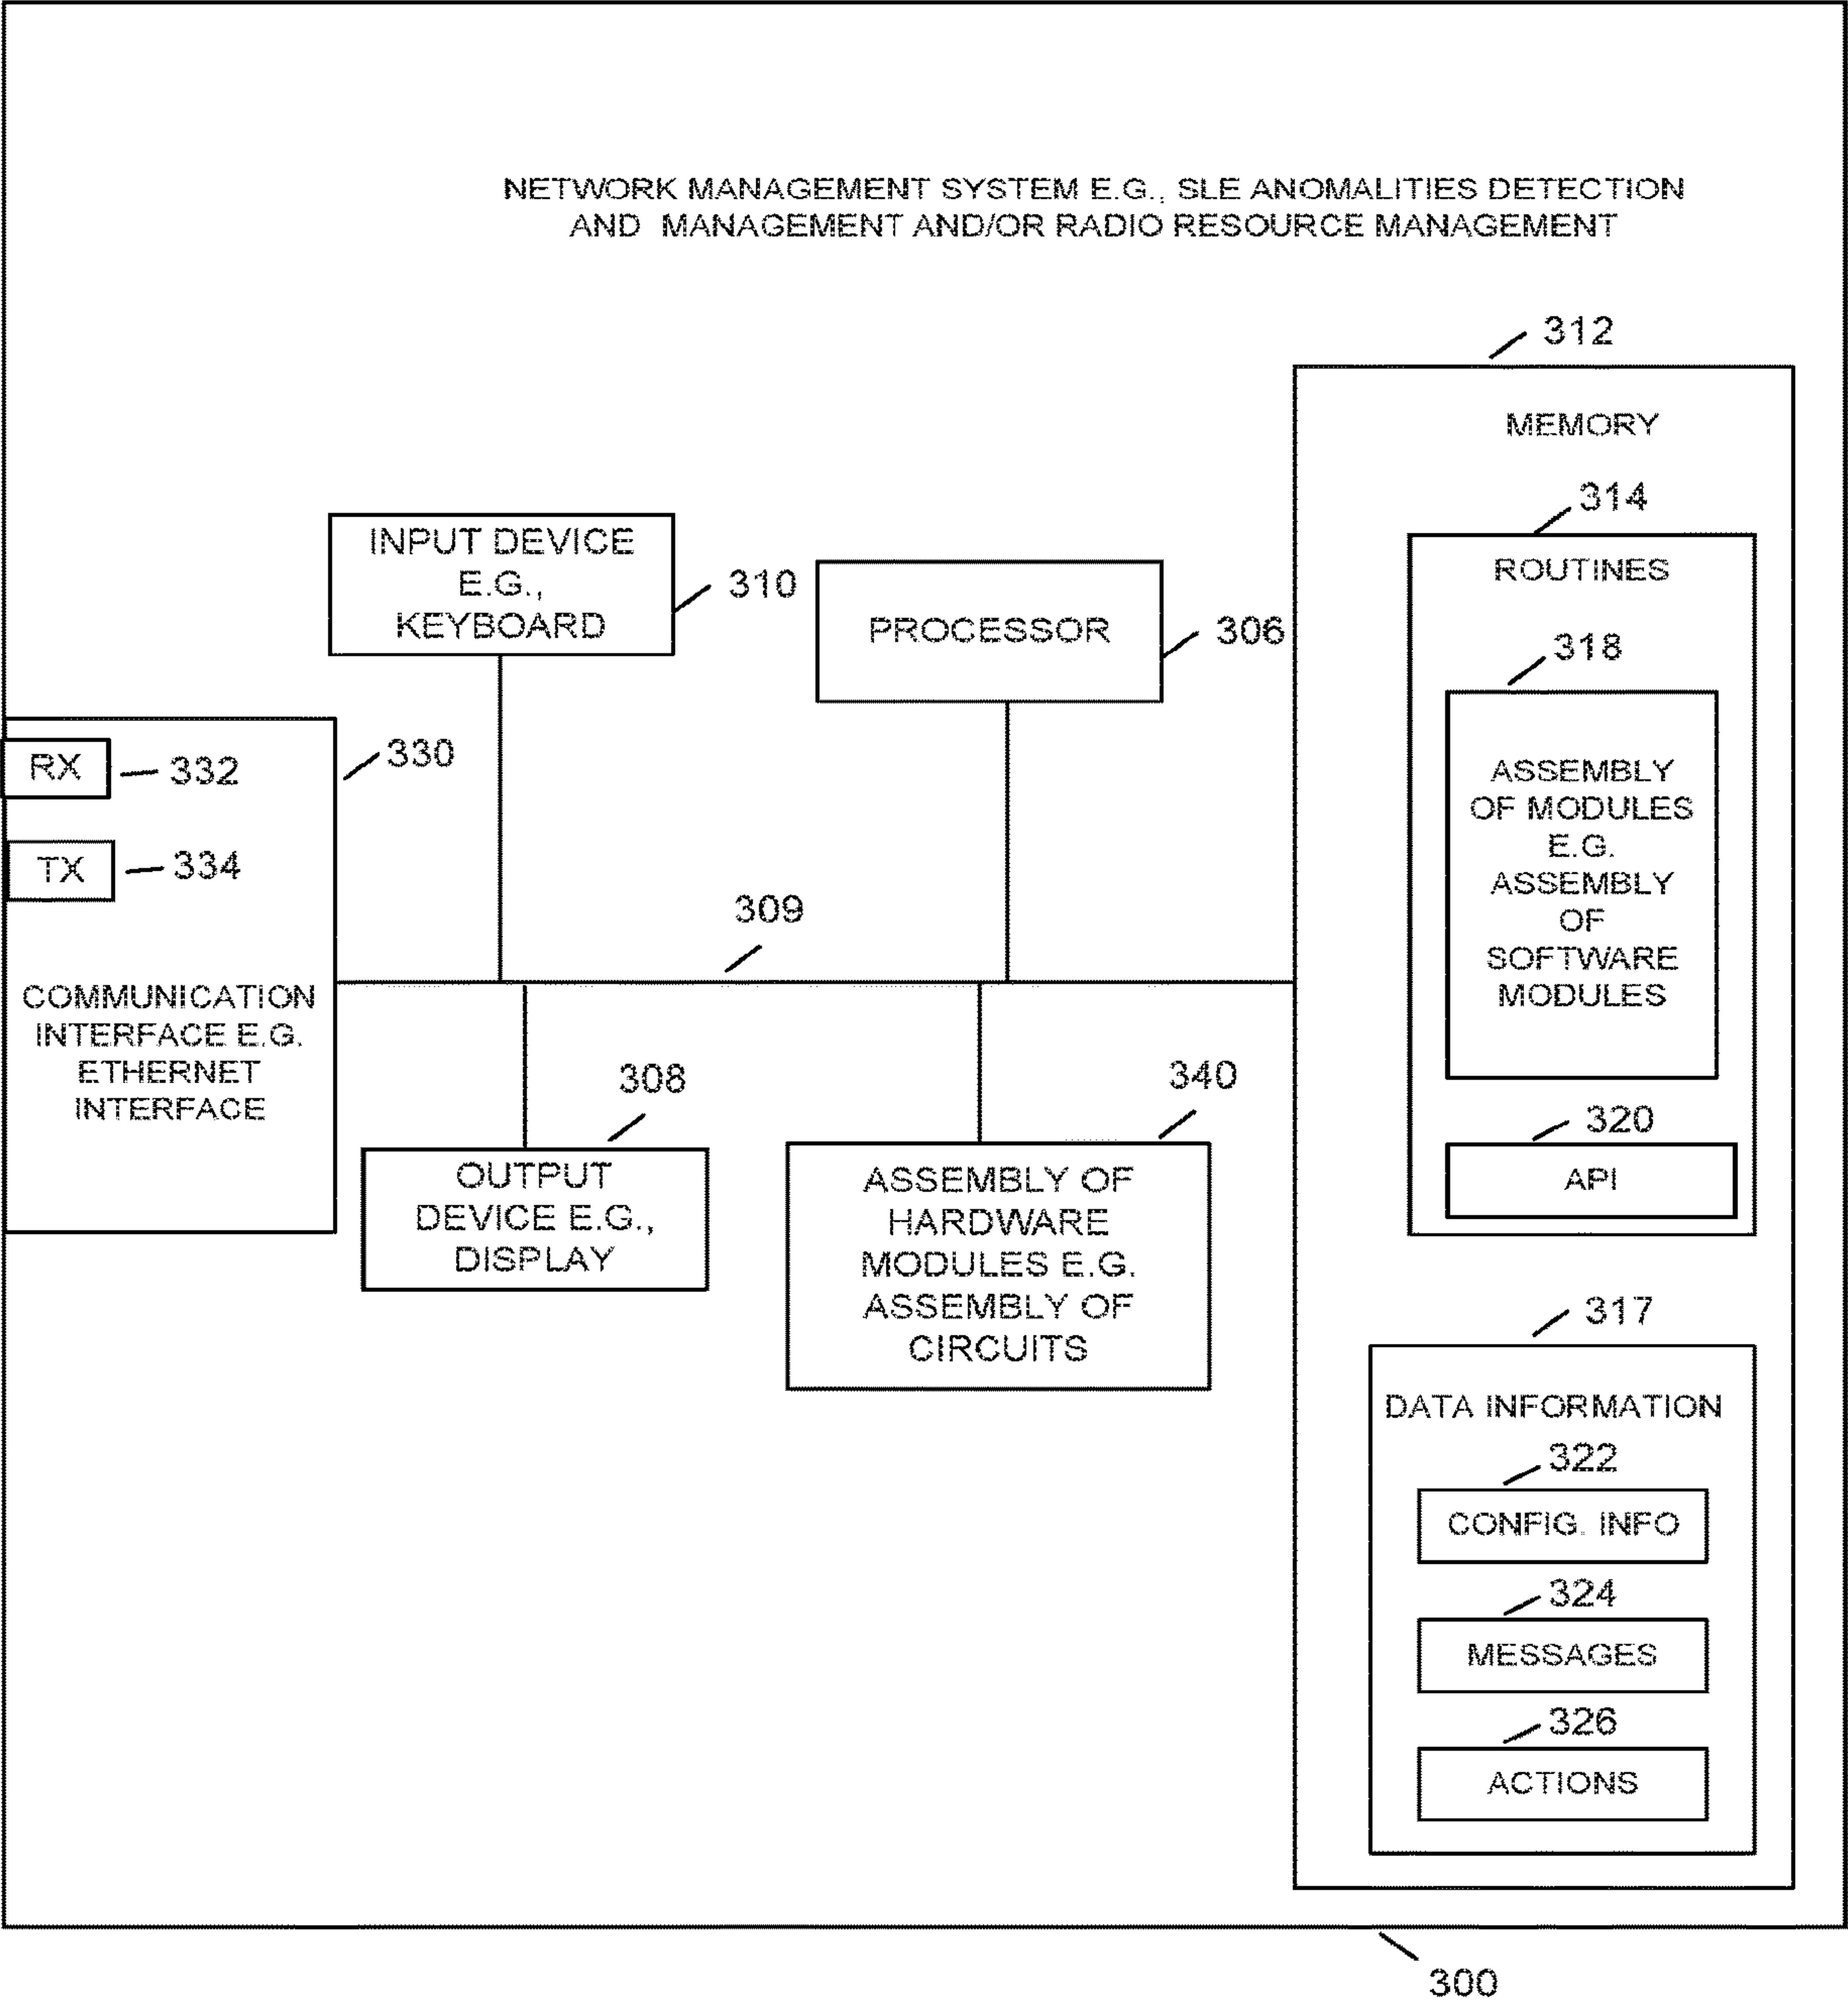 NETWORK MANAGEMENT SYSTEM E.G., SLE ANOMALITIES DETECTION
AND MANAGEMENT AND/OR RADIO RESOURCE MANAGEMENT
312
MEMORY
314
ROUTINES
318
ASSEMBLY
OF MODULES
E.G.
ASSEMBLY
OF
SOFTWARE
MODULES
320
API
317
DATA INFORMATION
322
CONFIG. INFO
324
MESSAGES
326
ACTIONS
INPUT DEVICE
E.G.,
KEYBOARD
310
PROCESSOR
306
RX
332
330
TX
334
COMMUNICATION
INTERFACE E.G.
ETHERNET
INTERFACE
309
308
OUTPUT
DEVICE E.G.,
DISPLAY
340
ASSEMBLY OF
HARDWARE
MODULES E.G.
ASSEMBLY OF
CIRCUITS
300